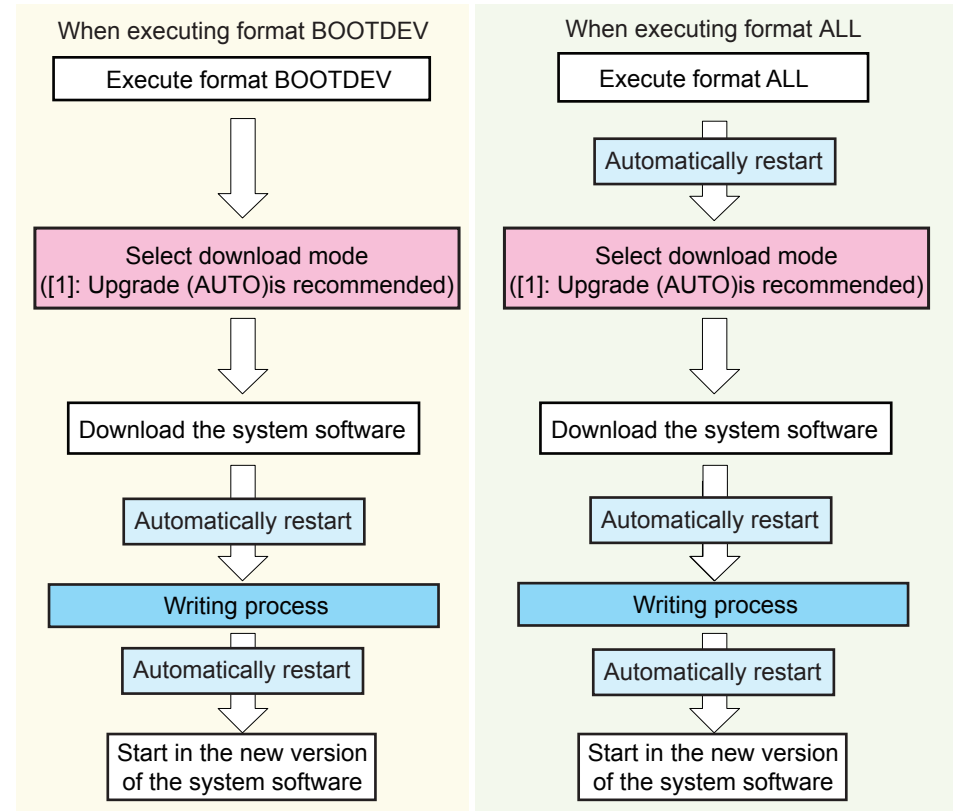 When executing format BOOTDEV
Execute format BOOTDEV
Select download mode
([1]: Upgrade (AUTO)is recommended)
Download the system software
Automatically restart
Writing process
Automatically restart
Start in the new version
of the system software
When executing format ALL
Execute format ALL
Automatically restart
Select download mode
([1]: Upgrade (AUTO)is recommended)
Download the system software
Automatically restart
Writing process
Automatically restart
Start in the new version
of the system software